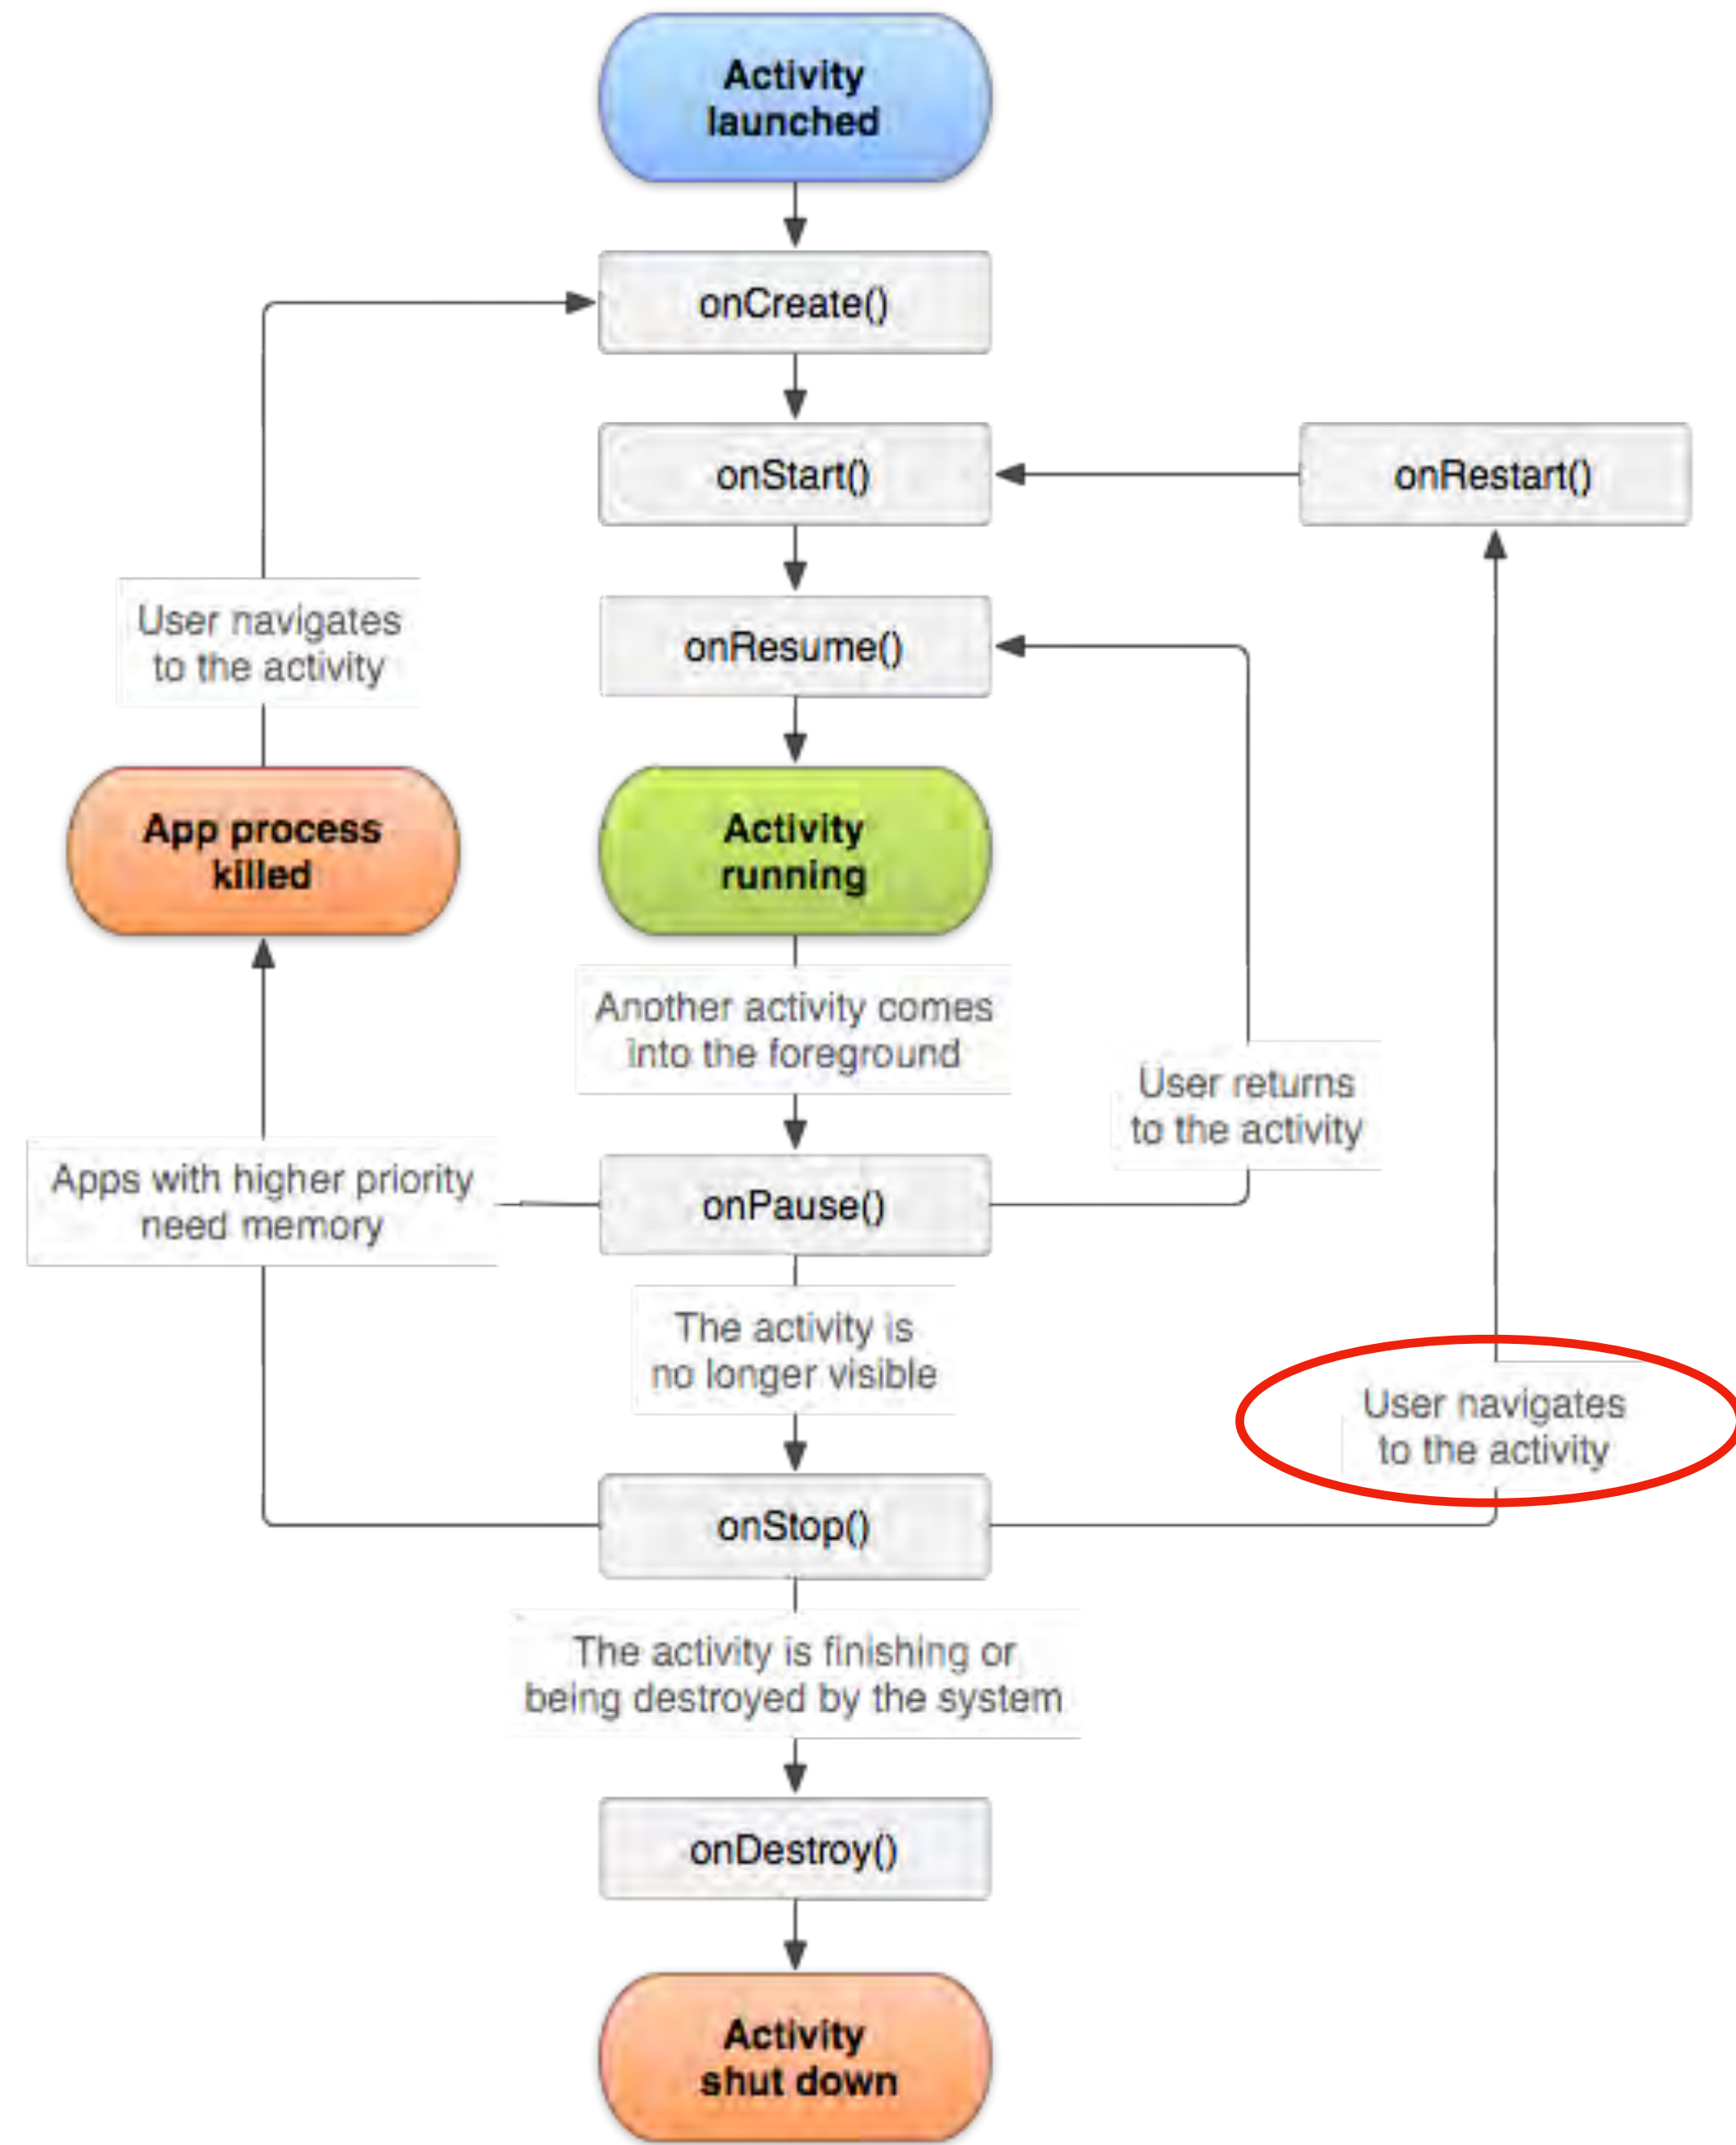 Activity
launched
onCreate()
onStart()
onRestart()
User navigates
to the activity
onResume()
App process
killed
Activity
running
Another activity comes
into the foreground
User returns
to the activity
Apps with higher priority
need memory
onPause()
The activity is
no longer visible
User navigates
to the activity
onStop()
The activity is finishing or
being destroyed by the system
onDestroy()
Activity
shut down